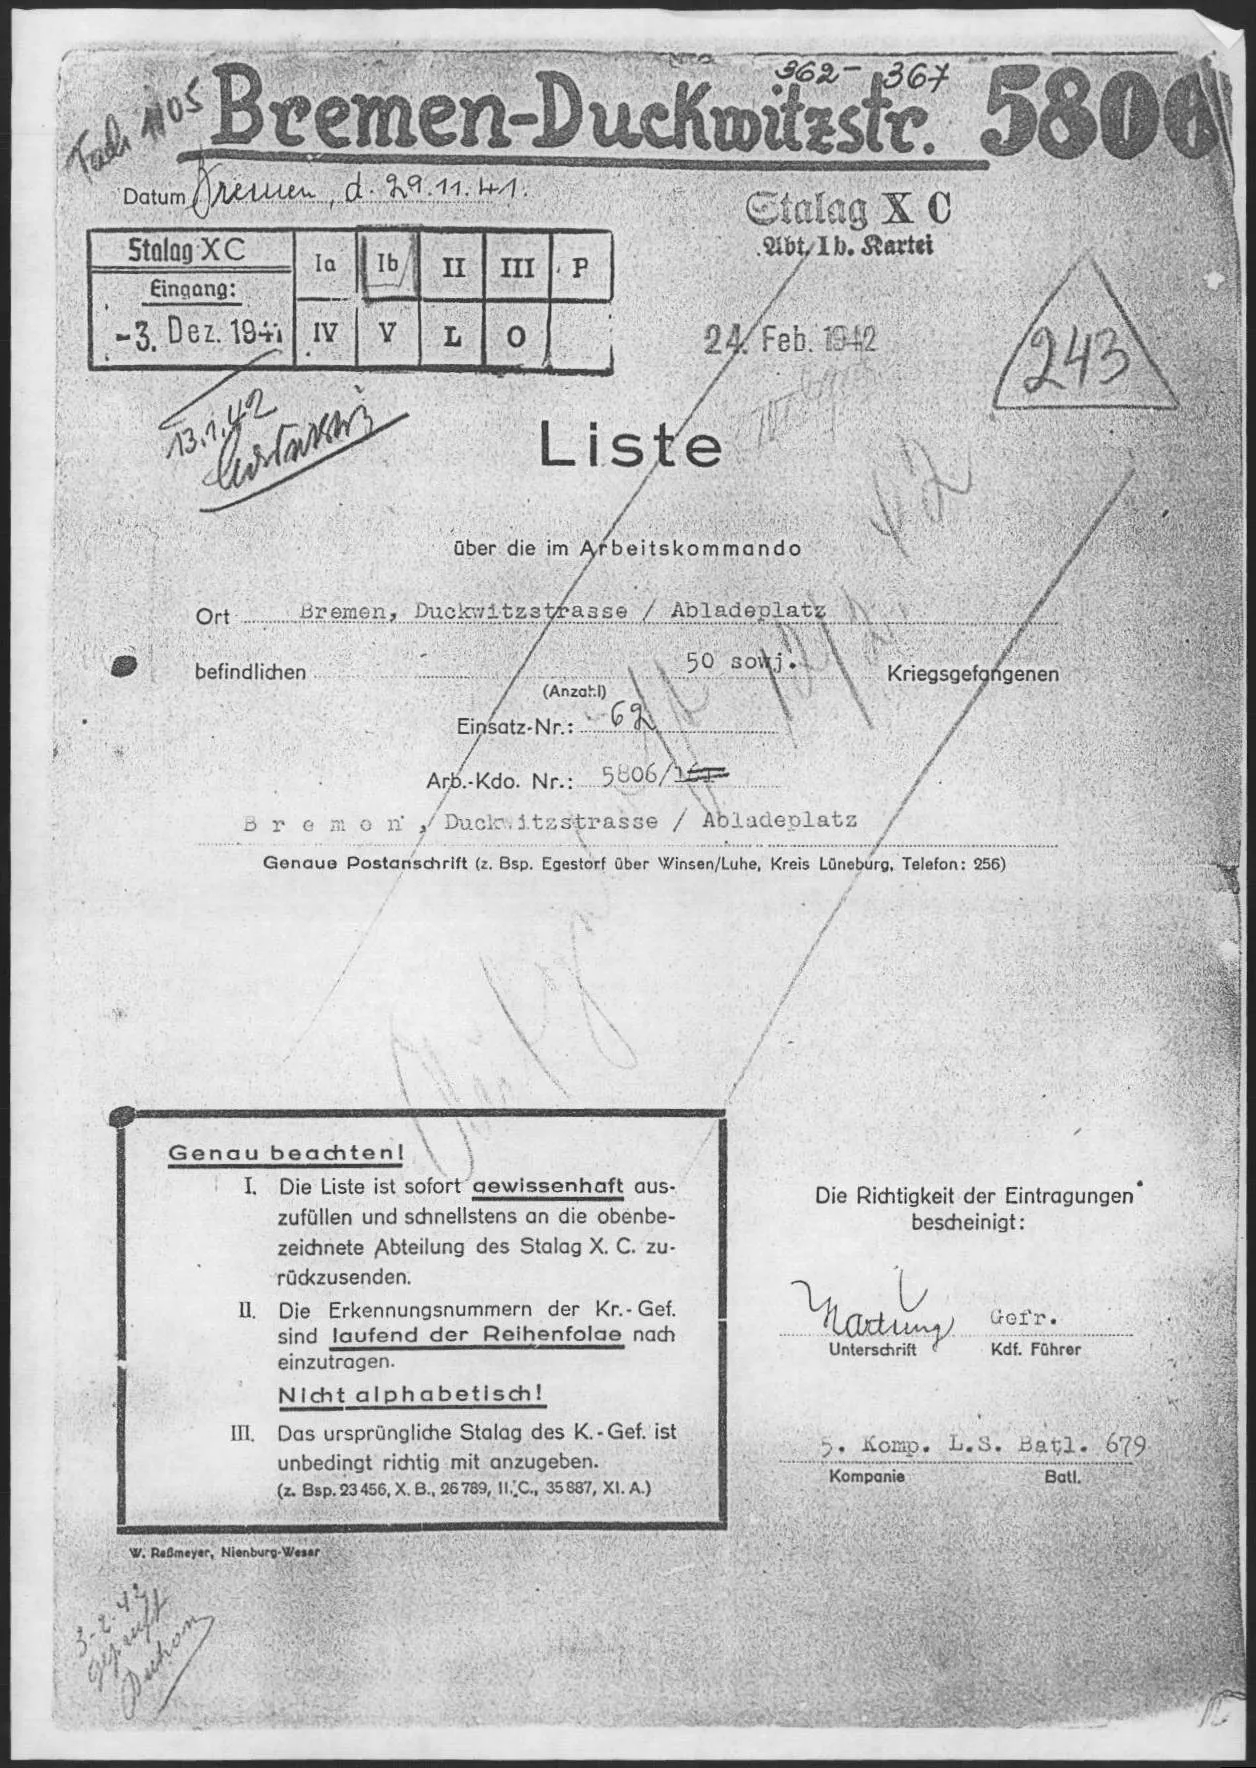 362 - 367
Bremen-Duckwitzstr. 5806
1105
Datum Bremen, d. 29.11.41.
Stalag X C
Abt. Ib. Kartei
Stalag X C Ia Ib II III P
Eingang:
-3. Dez. 1941 IV V L O
24. Feb. 1942
243
13.1.42
Liste
über die im Arbeitskommando
Ort Bremen, Duckwitzstrasse / Abladeplatz
befindlichen 50 sowj. Kriegsgefangenen
(Anzahl)
Einsatz-Nr.: 62
Arb.-Kdo. Nr.: 5806/
Bremen, Duckwitzstrasse / Abladeplatz
Genaue Postanschrift (z. Bsp. Egestorf über Winsen/Luhe, Kreis Lüneburg, Telefon: 256)
Genau beachten!
I. Die Liste ist sofort gewissenhaft aus-
zufüllen und schnellstens an die obenbe-
zeichnete Abteilung des Stalag X. C. zu-
rückzusenden.
II. Die Erkennungsnummern der Kr.-Gef.
sind laufend der Reihenfolge nach
einzutragen.
Nicht alphabetisch!
III. Das ursprüngliche Stalag des K.-Gef. ist
unbedingt richtig mit anzugeben.
(z. Bsp. 23456, X. B., 26789, II. C., 35887, XI. A.)
Die Richtigkeit der Eintragungen
bescheinigt:
Hartung Gefr.
Unterschrift Kdf. Führer
5. Komp. L.S. Batl. 679
Kompanie Batl.
W. Raßmeyer, Nienburg-Weser
3-2-42
geprüft